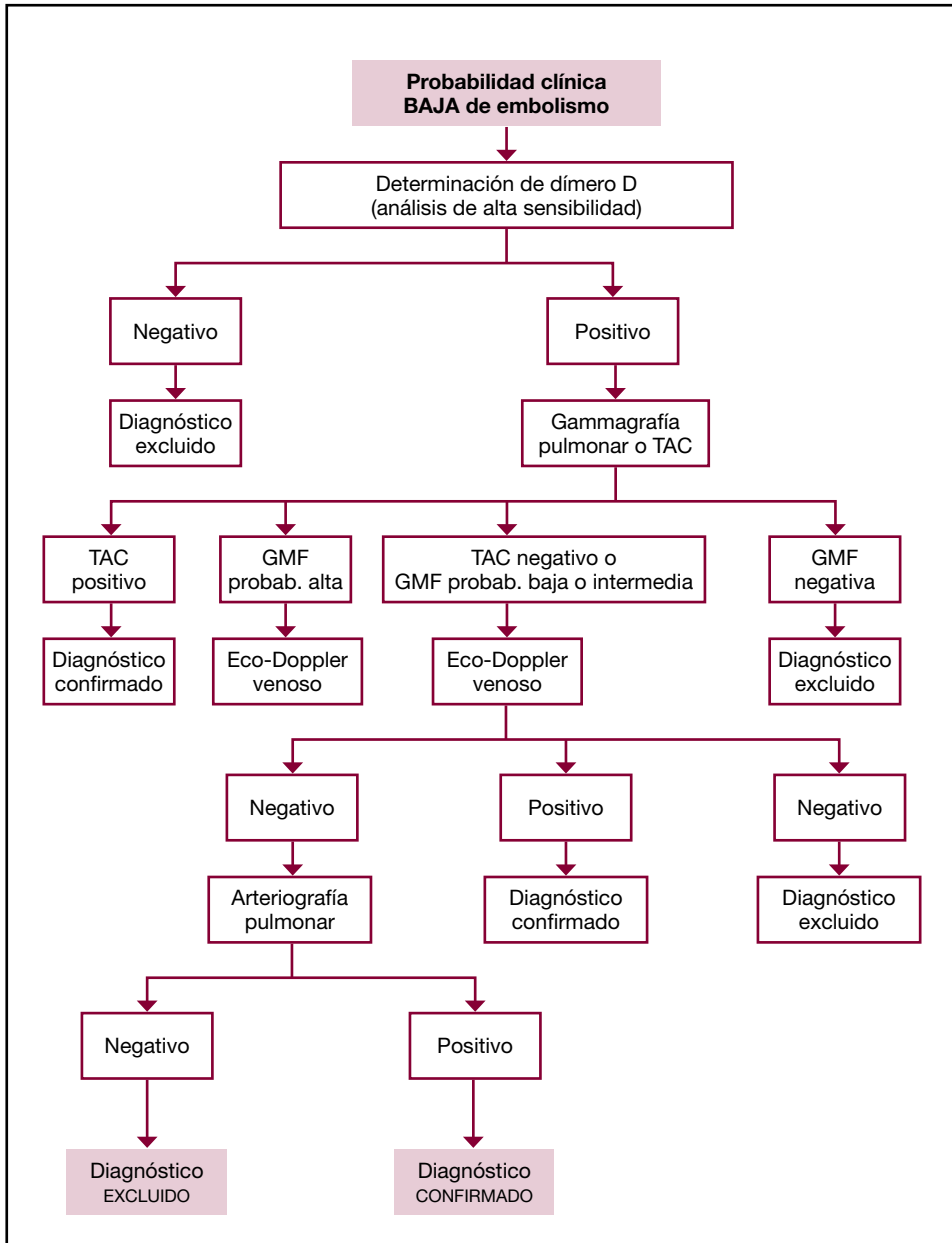 Probabilidad clínica
BAJA de embolismo
Determinación de dímero D
(análisis de alta sensibilidad)
Negativo
Positivo
Diagnóstico
excluido
Gammagrafía
pulmonar o TAC
TAC
positivo
GMF
probab. alta
TAC negativo o
GMF probab. baja o intermedia
GMF
negativa
Diagnóstico
confirmado
Eco-Doppler
venoso
Eco-Doppler
venoso
Diagnóstico
excluido
Negativo
Positivo
Negativo
Arteriografía
pulmonar
Diagnóstico
confirmado
Diagnóstico
excluido
Negativo
Positivo
Diagnóstico
EXCLUIDO
Diagnóstico
CONFIRMADO